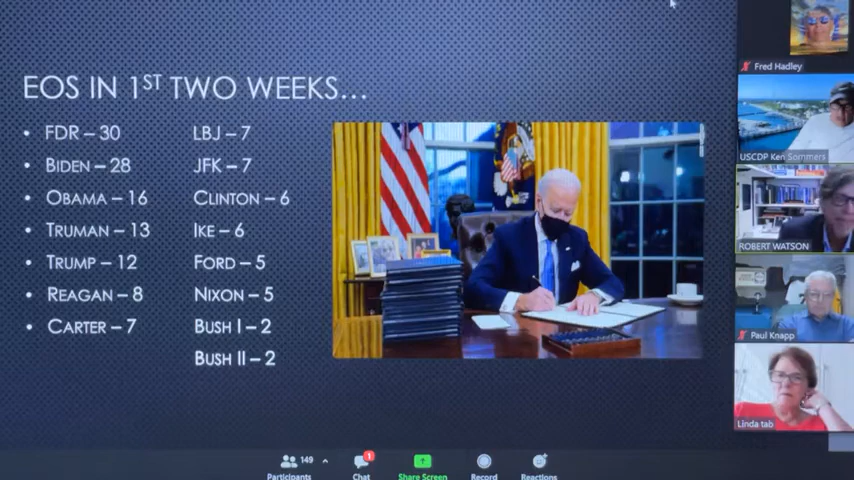 EOS IN 1ST TWO WEEKS...
• FDR – 30
• BIDEN – 28
• OBAMA – 16
• TRUMAN – 13
• TRUMP – 12
• REAGAN – 8
• CARTER – 7
LBJ – 7
JFK – 7
CLINTON – 6
IKE – 6
FORD – 5
NIXON – 5
BUSH I – 2
BUSH II – 2
Fred Hadley
USCDP Ken Sommers
ROBERT WATSON
Paul Knapp
Linda tab
149
1
Participants
Chat
Share Screen
Record
Reactions